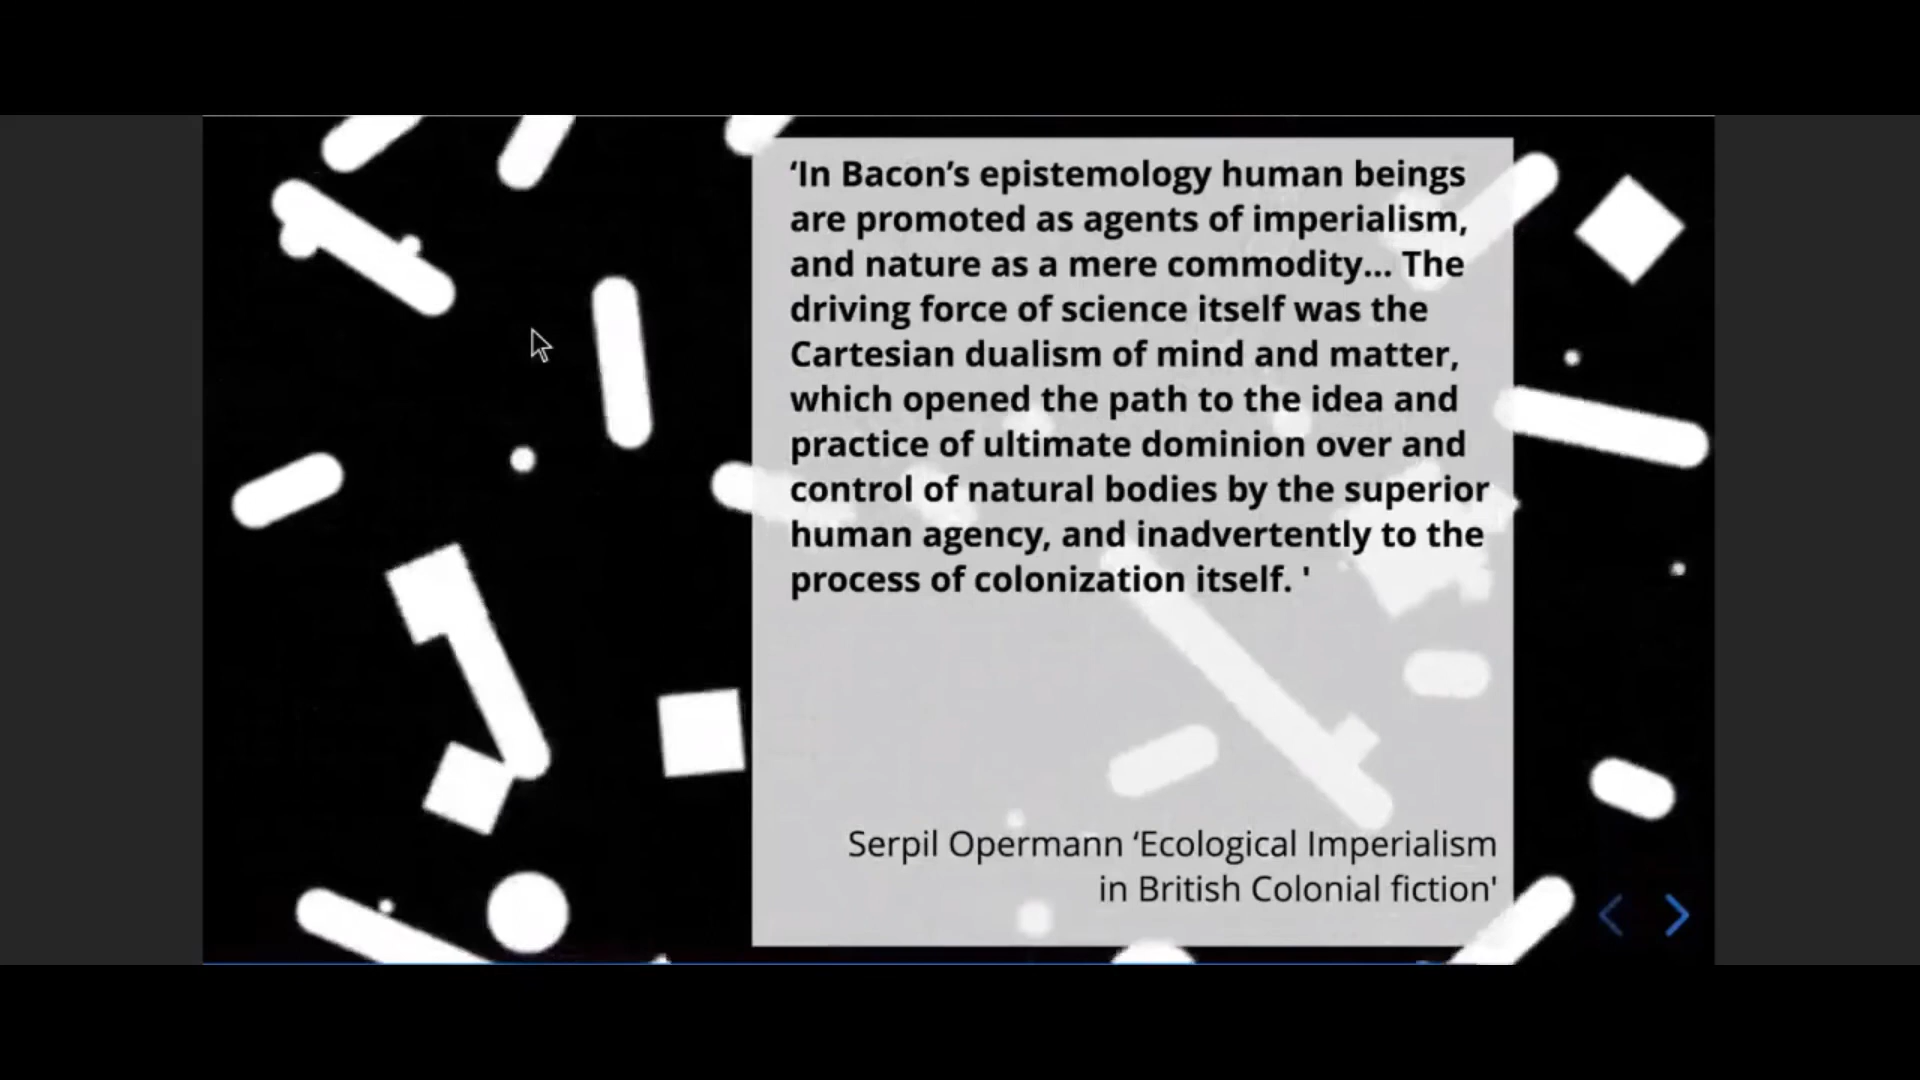 ‘In Bacon’s epistemology human beings
are promoted as agents of imperialism,
and nature as a mere commodity... The
driving force of science itself was the
Cartesian dualism of mind and matter,
which opened the path to the idea and
practice of ultimate dominion over and
control of natural bodies by the superior
human agency, and inadvertently to the
process of colonization itself. '
Serpil Opermann ‘Ecological Imperialism
in British Colonial fiction'